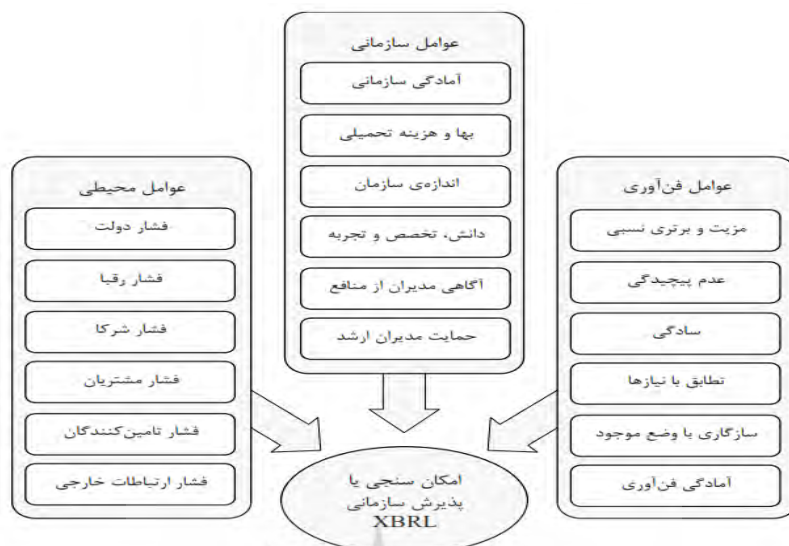 عوامل سازمانی
آمادگی سازمانی
بها و هزینه تحمیلی
اندازه‌ی سازمان
دانش، تخصص و تجربه
آگاهی مدیران از منافع
حمایت مدیران ارشد
عوامل فن‌آوری
مزیت و برتری نسبی
عدم پیچیدگی
سادگی
تطابق با نیازها
سازگاری با وضع موجود
آمادگی فن‌آوری
عوامل محیطی
فشار دولت
فشار رقبا
فشار شرکا
فشار مشتریان
فشار تامین‌کنندگان
فشار ارتباطات خارجی
امکان سنجی یا
پذیرش سازمانی
XBRL